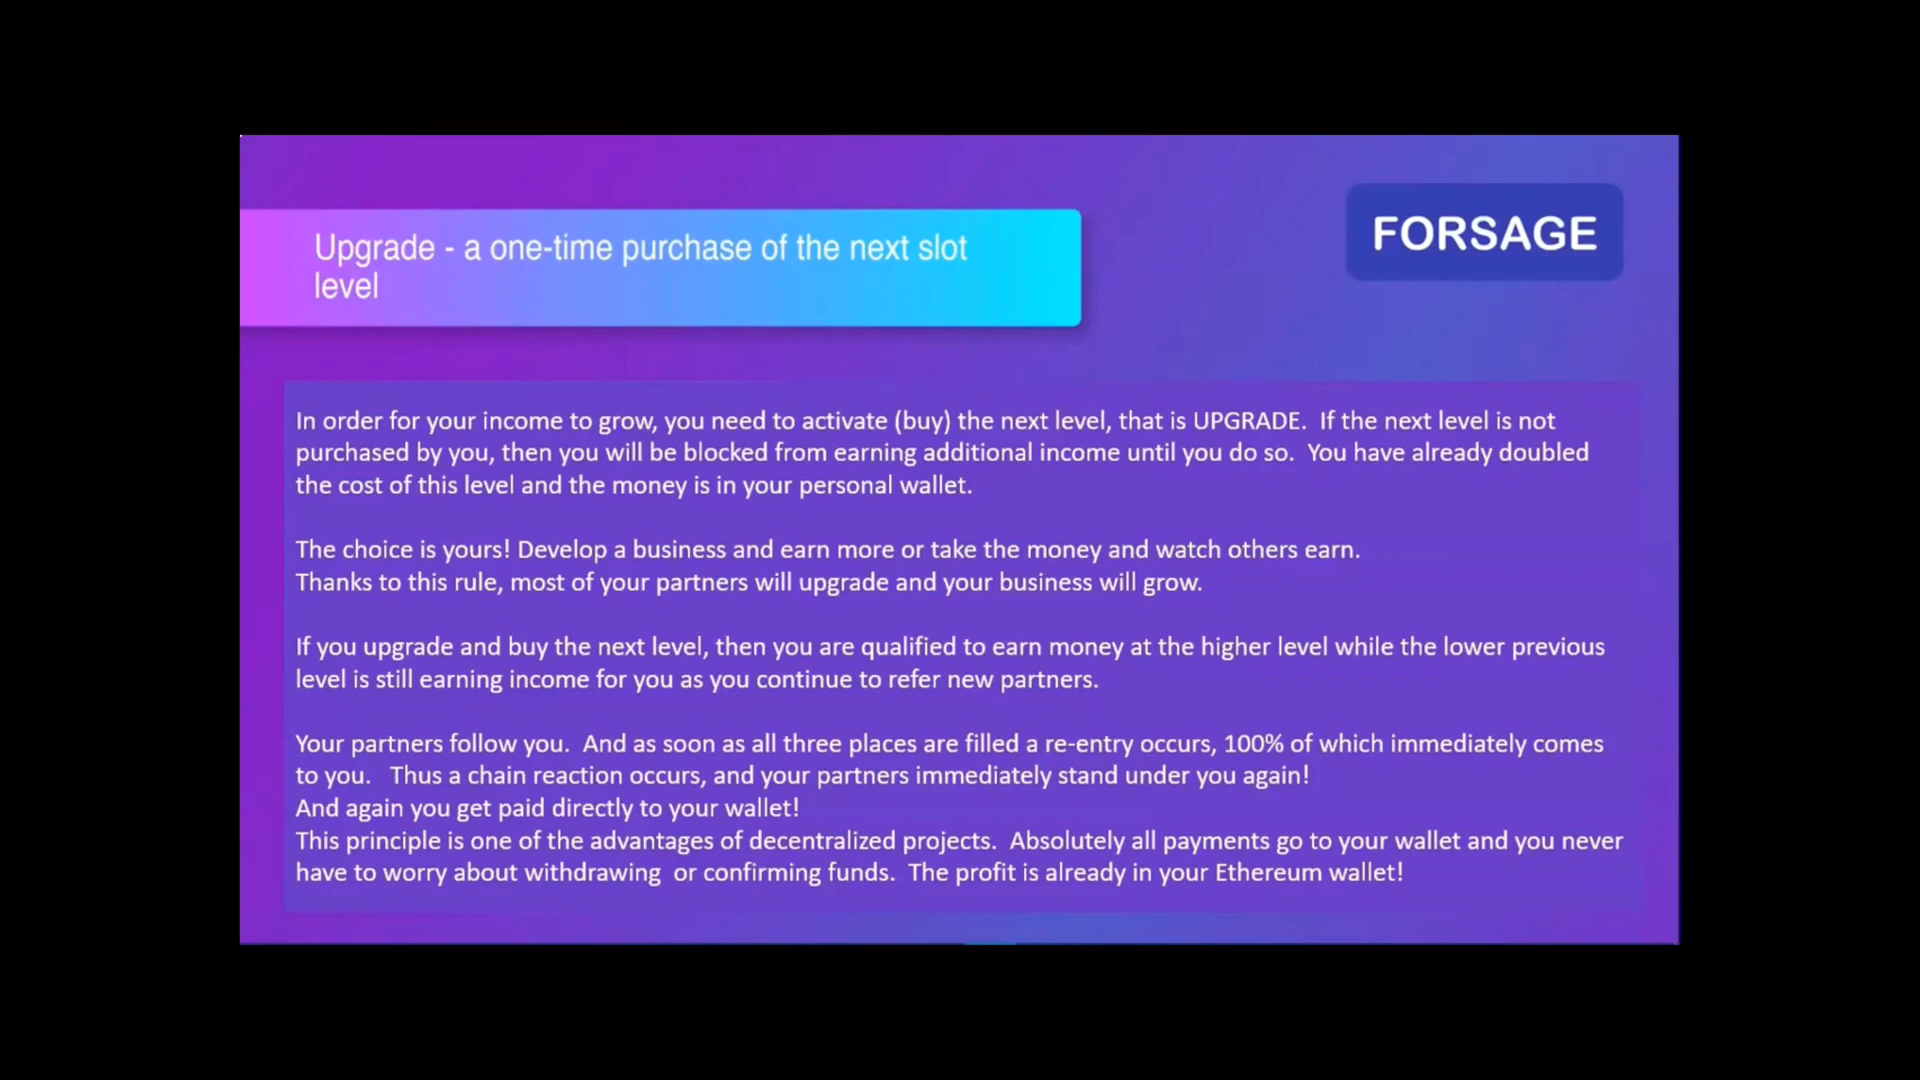 FORSAGE
Upgrade - a one-time purchase of the next slot
level
In order for your income to grow, you need to activate (buy) the next level, that is UPGRADE.  If the next level is not
purchased by you, then you will be blocked from earning additional income until you do so.  You have already doubled
the cost of this level and the money is in your personal wallet.
The choice is yours! Develop a business and earn more or take the money and watch others earn.
Thanks to this rule, most of your partners will upgrade and your business will grow.
If you upgrade and buy the next level, then you are qualified to earn money at the higher level while the lower previous
level is still earning income for you as you continue to refer new partners.
Your partners follow you.  And as soon as all three places are filled a re-entry occurs, 100% of which immediately comes
to you.   Thus a chain reaction occurs, and your partners immediately stand under you again!
And again you get paid directly to your wallet!
This principle is one of the advantages of decentralized projects.  Absolutely all payments go to your wallet and you never
have to worry about withdrawing  or confirming funds.  The profit is already in your Ethereum wallet!